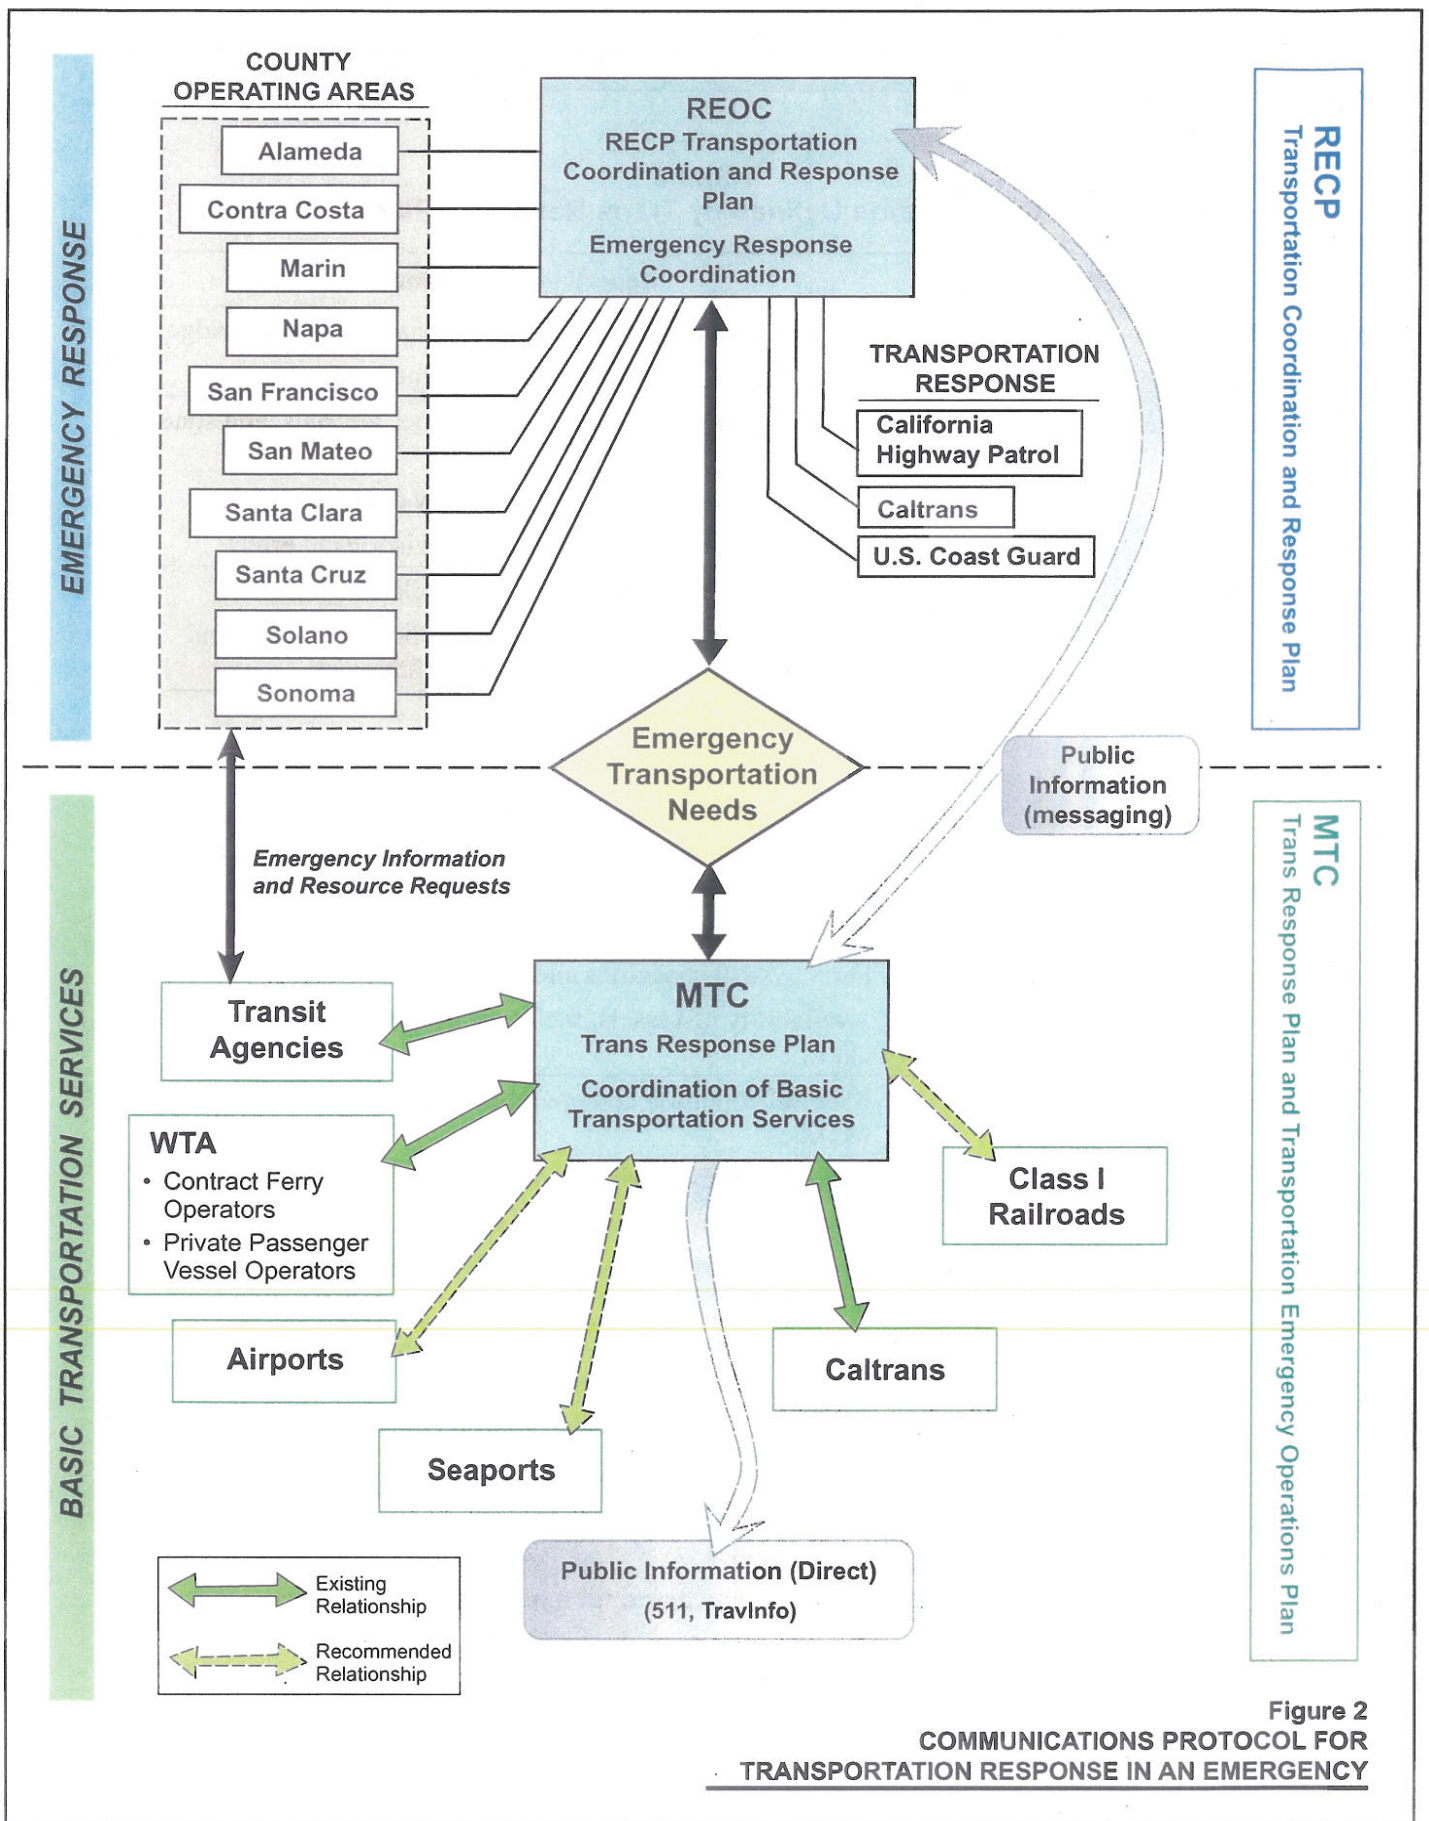 COUNTY
OPERATING AREAS
Alameda
Contra Costa
Marin
Napa
San Francisco
San Mateo
Santa Clara
Santa Cruz
Solano
Sonoma
EMERGENCY RESPONSE
REOC
RECP Transportation
Coordination and Response
Plan
Emergency Response
Coordination
TRANSPORTATION
RESPONSE
California
Highway Patrol
Caltrans
U.S. Coast Guard
RECP
Transportation Coordination and Response Plan
Emergency
Transportation
Needs
Public
Information
(messaging)
Emergency Information
and Resource Requests
BASIC TRANSPORTATION SERVICES
MTC
Trans Response Plan
Coordination of Basic
Transportation Services
Transit
Agencies
WTA
• Contract Ferry
Operators
• Private Passenger
Vessel Operators
Airports
Seaports
Caltrans
Class I
Railroads
MTC
Trans Response Plan and Transportation Emergency Operations Plan
Public Information (Direct)
(511, TravInfo)
Existing
Relationship
Recommended
Relationship
Figure 2
COMMUNICATIONS PROTOCOL FOR
TRANSPORTATION RESPONSE IN AN EMERGENCY